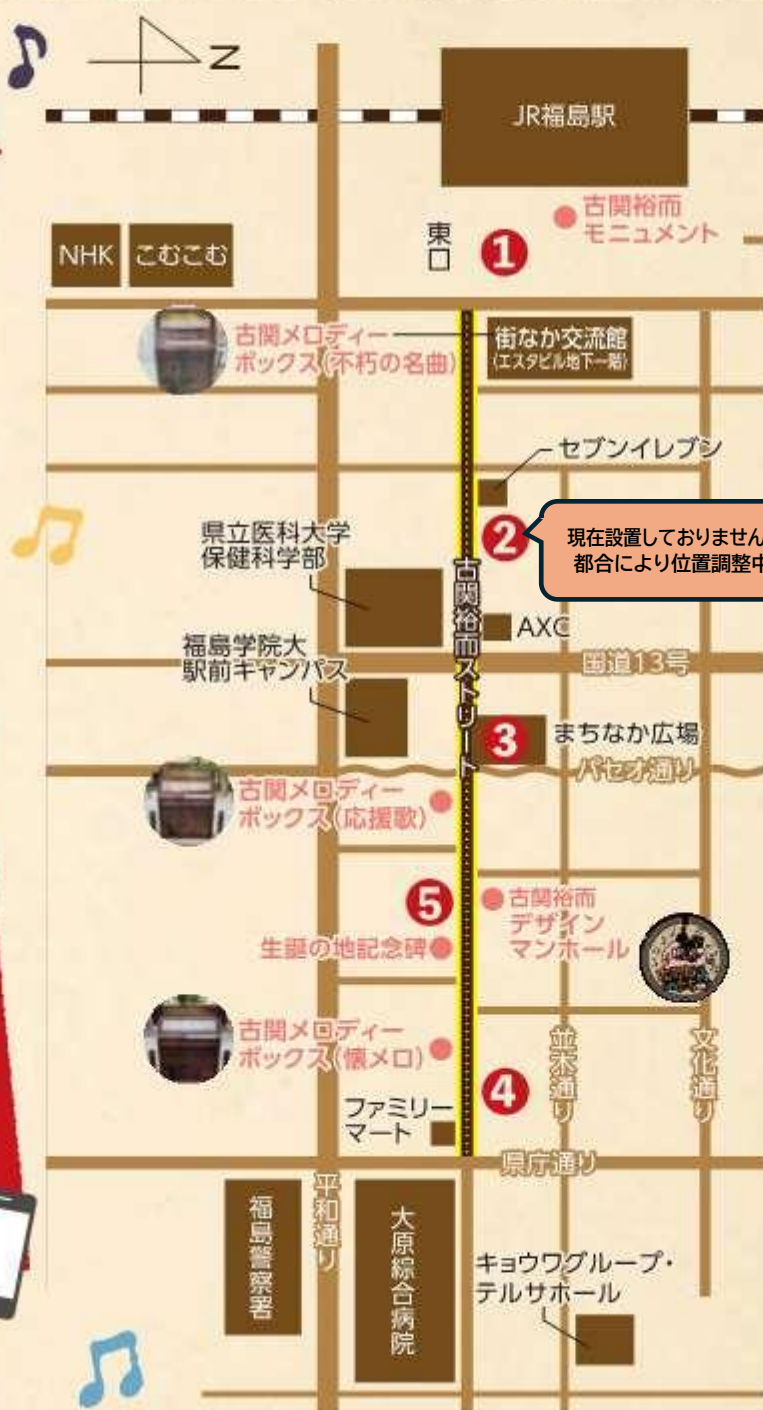 N
JR福島駅
古関裕而
モニュメント
東口
1
NHK
こむこむ
古関メロディー
ボックス(不朽の名曲)
街なか交流館
(エスタビル地下一階)
セブンイレブン
2
現在設置しておりません
都合により位置調整中
県立医科大学
保健科学部
古関裕而ストリート
AXC
国道13号
福島学院大
駅前キャンパス
3
まちなか広場
パセオ通り
古関メロディー
ボックス(応援歌)
5
古関裕而
デザイン
マンホール
生誕の地記念碑
古関メロディー
ボックス(懐メロ)
4
並木通り
文化通り
ファミリー
マート
県庁通り
平和通り
福島警察署
大原綜合病院
キョウワグループ・
テルサホール